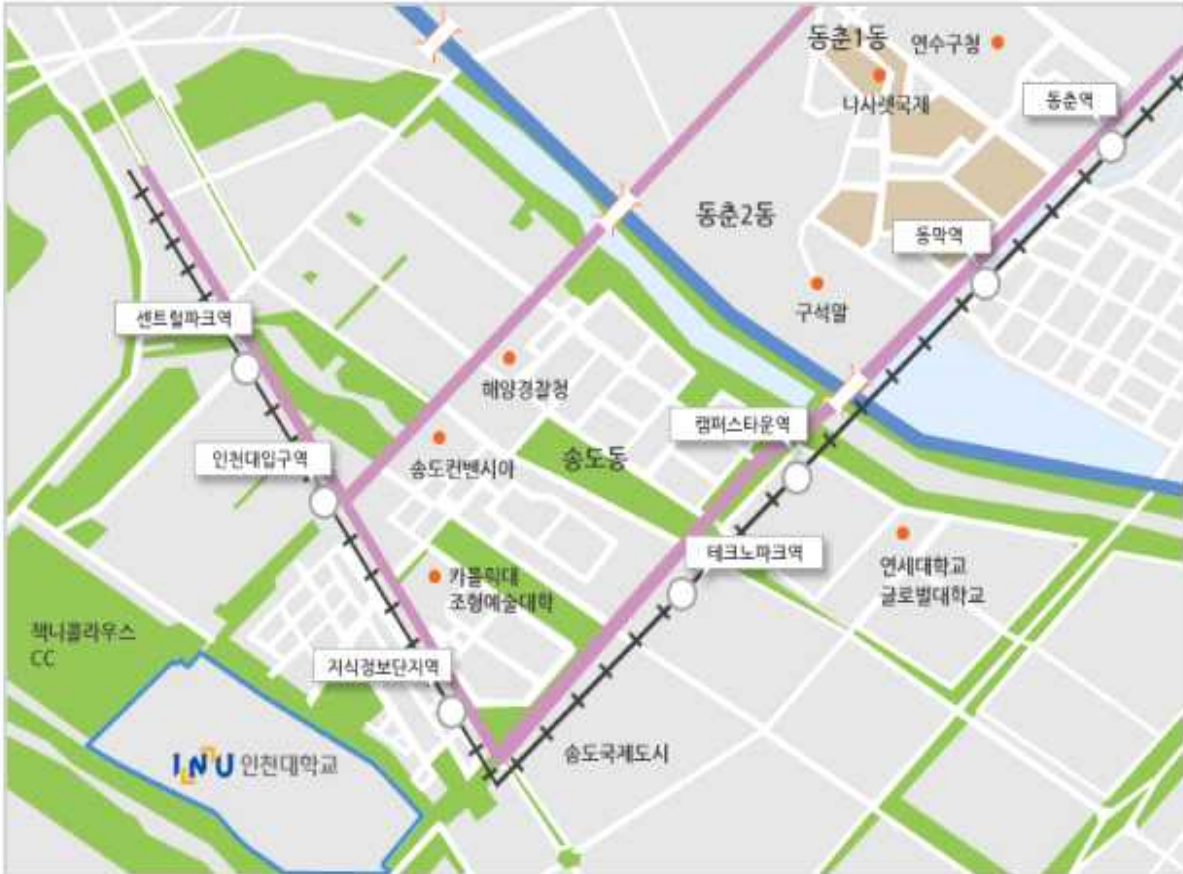 동춘1동
연수구청
나사렛국제
동춘역
동춘2동
동막역
구석말
센트럴파크역
해양경찰청
캠퍼스타운역
인천대입구역
송도컨벤시아
송도동
테크노파크역
연세대학교
글로벌대학교
카톨릭대
조형예술대학
잭니클라우스
CC
지식정보단지역
INU 인천대학교
송도국제도시